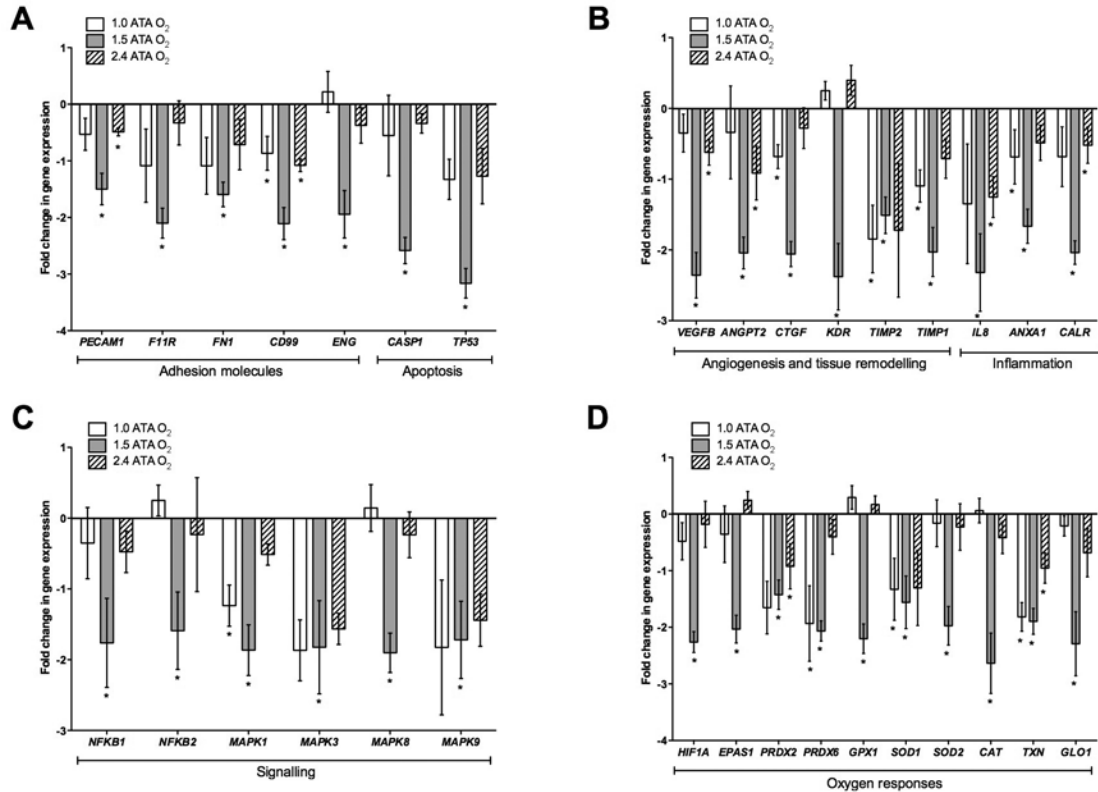 A
1.0 ATA O2
1.5 ATA O2
2.4 ATA O2
Fold change in gene expression
1
0
-1
-2
-3
-4
* * * * * * * * * *
PECAM1 F11R FN1 CD99 ENG CASP1 TP53
Adhesion molecules Apoptosis
B
1.0 ATA O2
1.5 ATA O2
2.4 ATA O2
Fold change in gene expression
1
0
-1
-2
-3
* * * * * * * * * * * * * * * * *
VEGFB ANGPT2 CTGF KDR TIMP2 TIMP1 IL8 ANXA1 CALR
Angiogenesis and tissue remodelling Inflammation
C
1.0 ATA O2
1.5 ATA O2
2.4 ATA O2
Fold change in gene expression
1
0
-1
-2
-3
* * * * * * *
NFKB1 NFKB2 MAPK1 MAPK3 MAPK8 MAPK9
Signalling
D
1.0 ATA O2
1.5 ATA O2
2.4 ATA O2
Fold change in gene expression
1
0
-1
-2
-3
-4
* * * * * * * * * * * * * * *
HIF1A EPAS1 PRDX2 PRDX6 GPX1 SOD1 SOD2 CAT TXN GLO1
Oxygen responses